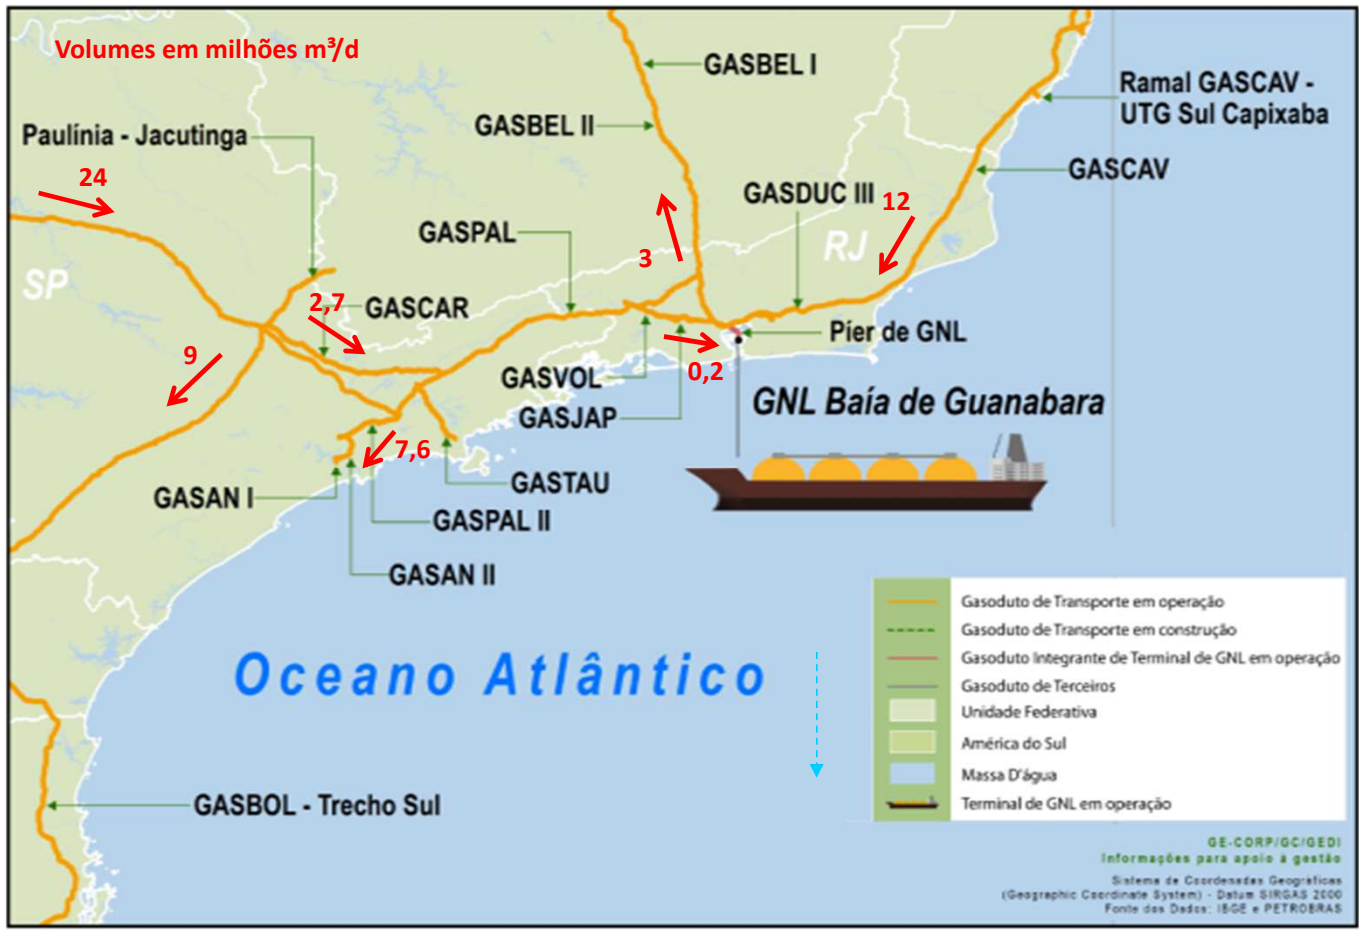 Volumes em milhões m³/d
GASBEL I
Ramal GASCAV -
UTG Sul Capixaba
GASBEL II
Paulínia - Jacutinga
GASCAV
24
GASDUC III
12
GASPAL
RJ
3
SP
2,7
GASCAR
Pier de GNL
9
0,2
GASVOL
GNL Baía de Guanabara
GASJAP
7,6
GASTAU
GASAN I
GASPAL II
GASAN II
Gasoduto de Transporte em operação
Gasoduto de Transporte em construção
Gasoduto Integrante de Terminal de GNL em operação
Gasoduto de Terceiros
Unidade Federativa
América do Sul
Massa D'água
Terminal de GNL em operação
Oceano Atlântico
GASBOL - Trecho Sul
GE-CORP/GC/GEDI
Informações para apoio à gestão
Sistema de Coordenadas Geográficas
(Geographic Coordinate System) - Datum SIRGAS 2000
Fonte dos Dados: IBGE e PETROBRAS